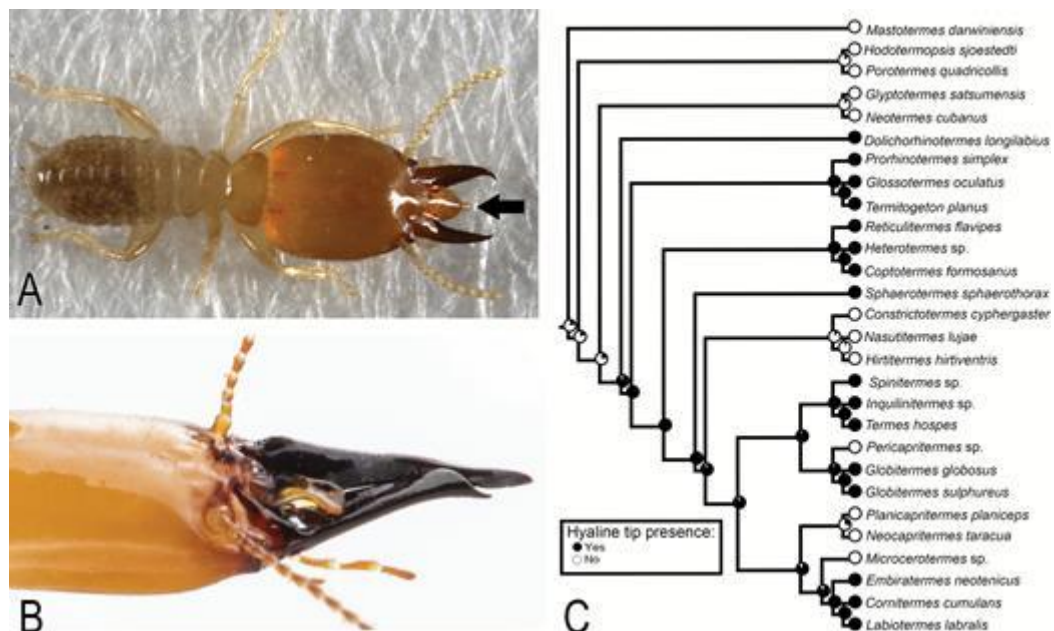 A
B
C
Mastotermes darwiniensis
Hodotermopsis sjoestedti
Porotermes quadricollis
Glyptotermes satsumensis
Neotermes cubanus
Dolichorhinotermes longilabius
Prorhinotermes simplex
Glossotermes oculatus
Termitogeton planus
Reticulitermes flavipes
Heterotermes sp.
Coptotermes formosanus
Sphaerotermes sphaerothorax
Constrictotermes cyphergaster
Nasutitermes lujae
Hirtitermes hirtiventris
Spinitermes sp.
Inquilinitermes sp.
Termes hospes
Pericapritermes sp.
Globitermes globosus
Globitermes sulphureus
Planicapritermes planiceps
Neocapritermes taracua
Microcerotermes sp.
Embiratermes neotenicus
Cornitermes cumulans
Labiotermes labralis
Hyaline tip presence:
Yes
No